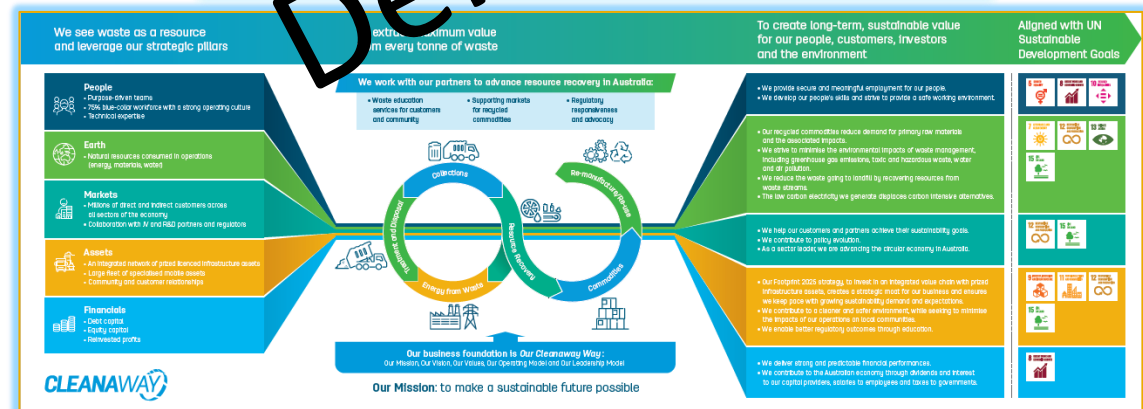 We see waste as a resource
and leverage our strategic pillars
maximum value
from every tonne of waste
To create long-term, sustainable value
for our people, customers, investors
and the environment
Aligned with UN
Sustainable
Development Goals
People
• Purpose-driven teams
• 75% blue-collar workforce with a strong operating culture
• Technical expertise
Earth
• Natural resources consumed in operations
(energy, materials, water)
Markets
• Millions of direct and indirect customers across
all sectors of the economy
• Collaboration with JV and R&D partners and regulators
Assets
• An integrated network of prized licenced infrastructure assets
• Large fleet of specialised mobile assets
• Community and customer relationships
Financials
• Debt capital
• Equity capital
• Reinvested profits
CLEANAWAY
We work with our partners to advance resource recovery in Australia:
• Waste education
services for customers
and community
• Supporting markets
for recycled
commodities
• Regulatory
responsiveness
and advocacy
Collections
Treatment and Disposal
Energy from Waste
Resource Recovery
Re-manufacture/Re-use
Commodities
Our business foundation is Our Cleanaway Way:
Our Mission, Our Vision, Our Values, Our Operating Model and Our Leadership Model
Our Mission: to make a sustainable future possible
• We provide secure and meaningful employment for our people.
• We develop our people's skills and strive to provide a safe working environment.
• Our recycled commodities reduce demand for primary raw materials
and the associated impacts.
• We strive to minimise the environmental impacts of waste management,
including greenhouse gas emissions, toxic and hazardous waste, water
and air pollution.
• We reduce the waste going to landfill by recovering resources from
waste streams.
• The low carbon electricity we generate displaces carbon intensive alternatives.
• We help our customers and partners achieve their sustainability goals.
• We contribute to policy evolution.
• As a sector leader, we are advancing the circular economy in Australia.
• Our Footprint 2025 strategy, to invest in an integrated value chain with prized
infrastructure assets, creates a strategic moat for our business and ensures
we keep pace with growing sustainability demand and expectations.
• We contribute to a cleaner and safer environment, while seeking to minimise
the impacts of our operations on local communities.
• We enable better regulatory outcomes through education.
• We deliver strong and predictable financial performances.
• We contribute to the Australian economy through dividends and interest
to our capital providers, salaries to employees and taxes to governments.